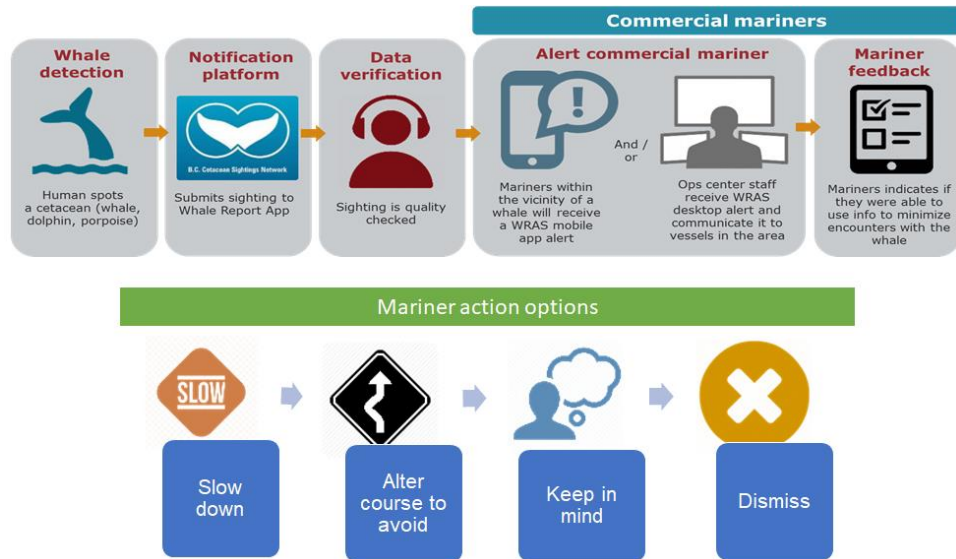 Commercial mariners
Whale
detection
Human spots
a cetacean (whale,
dolphin, porpoise)
Notification
platform
B.C. Cetacean Sightings Network
Submits sighting to
Whale Report App
Data
verification
Sighting is quality
checked
Alert commercial mariner
!
Mariners within
the vicinity of a
whale will receive
a WRAS mobile
app alert
And /
or
Ops center staff
receive WRAS
desktop alert and
communicate it to
vessels in the area
Mariner
feedback
Mariners indicates if
they were able to
use info to minimize
encounters with the
whale
Mariner action options
SLOW
Slow
down
Alter
course to
avoid
Keep in
mind
Dismiss